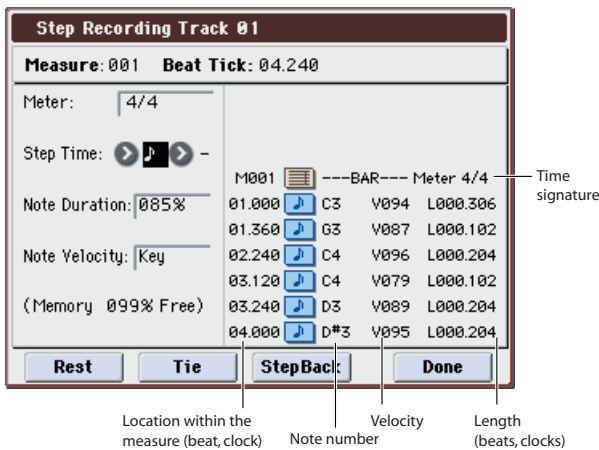 Step Recording Track 01
Measure: 001 Beat Tick: 04.240
Meter: 4/4
Step Time: -
Note Duration: 085%
Note Velocity: Key
(Memory 099% Free)
M001 ---BAR--- Meter 4/4
01.000 C3 V094 L000.306
01.360 G3 V087 L000.102
02.240 C4 V096 L000.204
03.120 C4 V079 L000.102
03.240 D3 V089 L000.204
04.000 D#3 V095 L000.204
Rest Tie StepBack Done
Time
signature
Location within the
measure (beat, clock)
Note number
Velocity
Length
(beats, clocks)